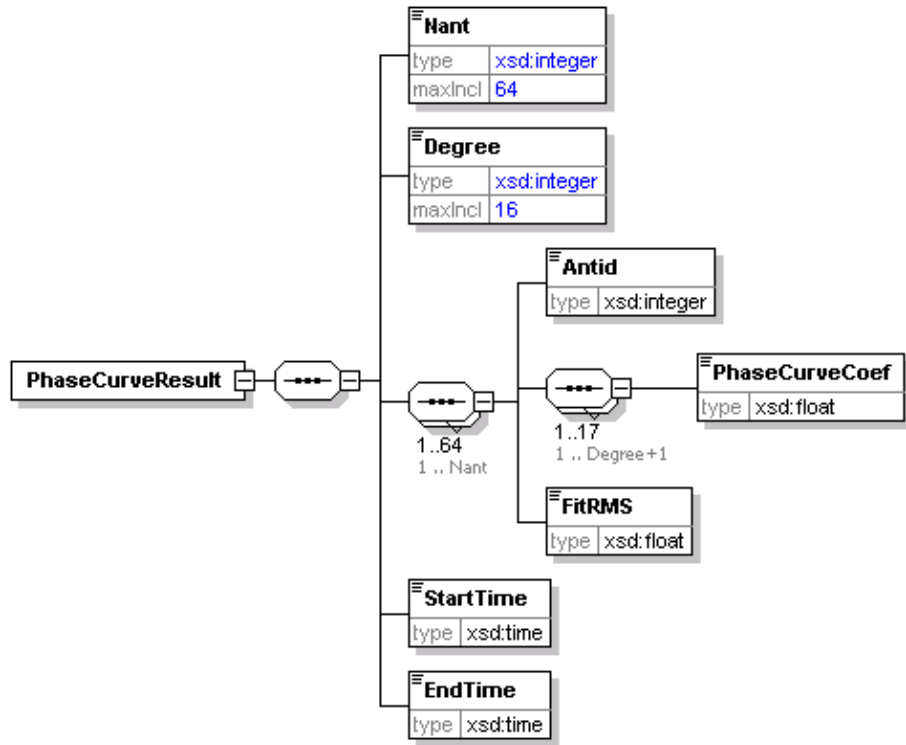 Nant
type xsd:integer
maxIncl 64
Degree
type xsd:integer
maxIncl 16
Antid
type xsd:integer
PhaseCurveResult
PhaseCurveCoef
type xsd:float
1..64
1 .. Nant
1..17
1 .. Degree+1
FitRMS
type xsd:float
StartTime
type xsd:time
EndTime
type xsd:time